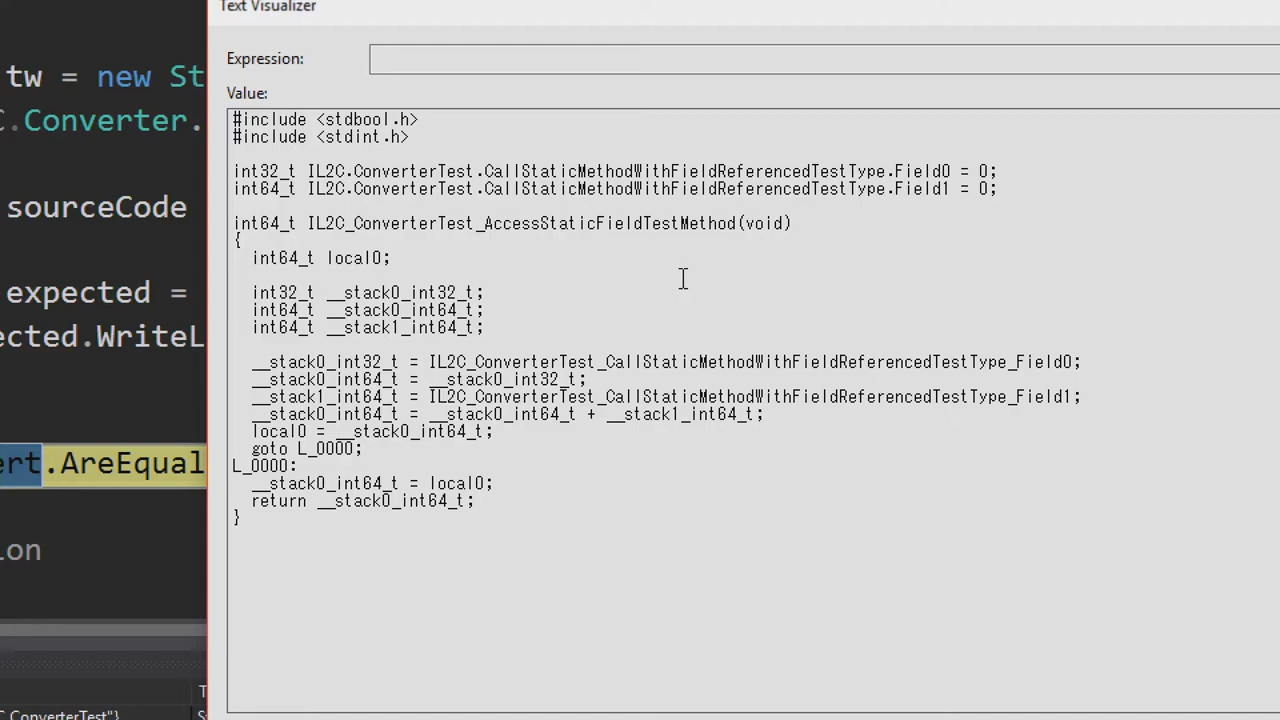 Text Visualizer
Expression:
Value:
tw = new St
C.Converter.
sourceCode
expected =
ected.WriteL
ert.AreEqual
ion
C.ConverterTest"}
#include <stdbool.h>
#include <stdint.h>
int32_t IL2C.ConverterTest.CallStaticMethodWithFieldReferencedTestType.Field0 = 0;
int64_t IL2C.ConverterTest.CallStaticMethodWithFieldReferencedTestType.Field1 = 0;
int64_t IL2C_ConverterTest_AccessStaticFieldTestMethod(void)
{
int64_t local0;
int32_t __stack0_int32_t;
int64_t __stack0_int64_t;
int64_t __stack1_int64_t;
__stack0_int32_t = IL2C_ConverterTest_CallStaticMethodWithFieldReferencedTestType_Field0;
__stack0_int64_t = __stack0_int32_t;
__stack1_int64_t = IL2C_ConverterTest_CallStaticMethodWithFieldReferencedTestType_Field1;
__stack0_int64_t = __stack0_int64_t + __stack1_int64_t;
local0 = __stack0_int64_t;
goto L_0000;
L_0000:
__stack0_int64_t = local0;
return __stack0_int64_t;
}